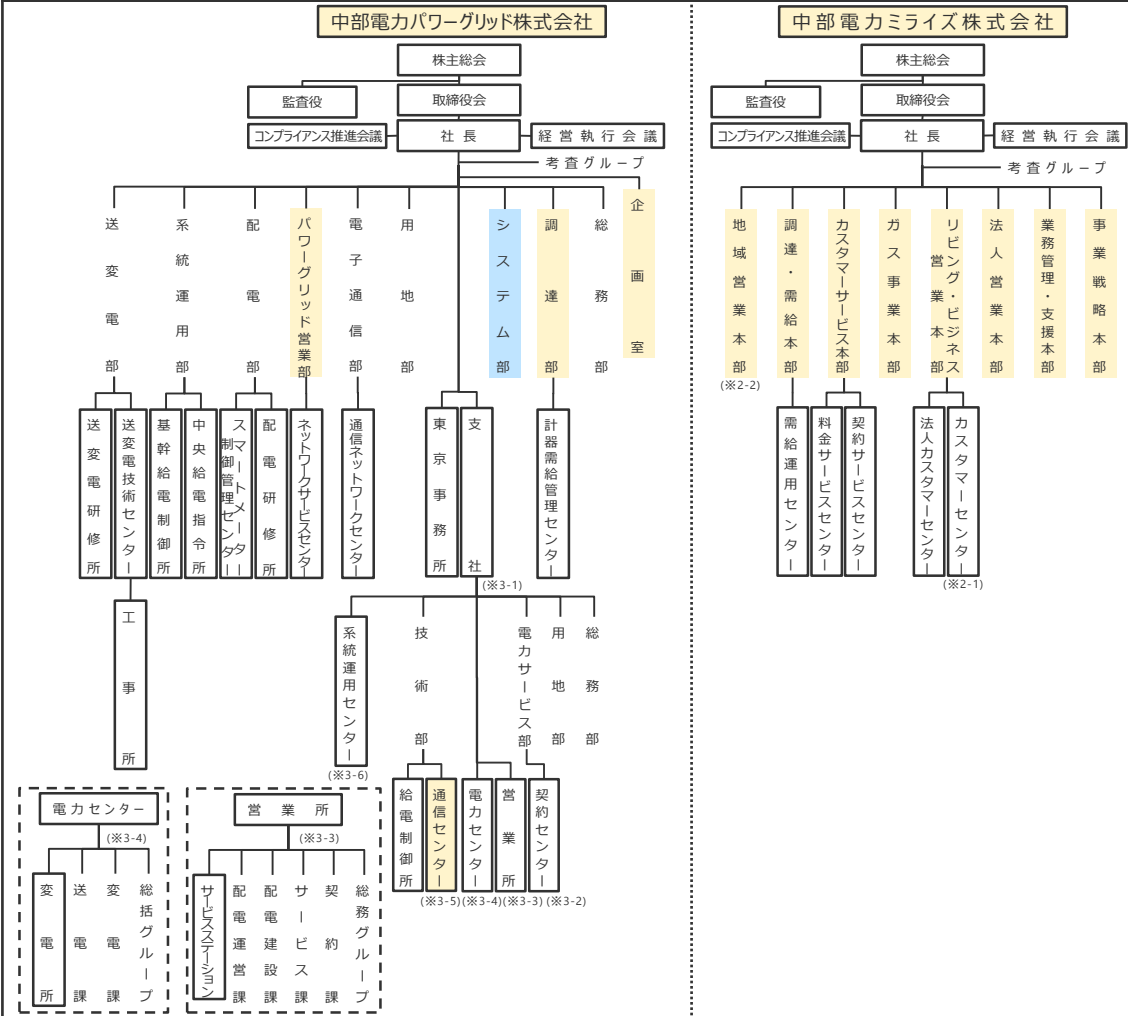 中部電力パワーグリッド株式会社
株主総会
監査役
取締役会
コンプライアンス推進会議
社長
経営執行会議
考査グループ
送変電部
系統運用部
配電部
パワーグリッド営業部
電子通信部
用地部
システム部
調達部
総務部
企画室
送変電研修所
送変電技術センター
基幹給電制御所
中央給電指令所
スマートメーター
制御管理センター
配電研修所
ネットワークサービスセンター
通信ネットワークセンター
東京事務所
支社
計器需給管理センター
(※3-1)
工事所
系統運用センター
(※3-6)
技術部
電力サービス部
用地部
総務部
給電制御所
通信センター
電力センター
営業所
契約センター
(※3-5)
(※3-4)
(※3-3)
(※3-2)
電力センター
(※3-4)
変電所
送電課
変電課
総括グループ
営業所
(※3-3)
サービスステーション
配電運営課
配電建設課
サービス課
契約課
総務グループ
中部電力ミライズ株式会社
株主総会
監査役
取締役会
コンプライアンス推進会議
社長
経営執行会議
考査グループ
地域営業本部
(※2-2)
調達・需給本部
カスタマーサービス本部
ガス事業本部
リビング・ビジネス
営業本部
法人営業本部
業務管理・支援本部
事業戦略本部
需給運用センター
料金サービスセンター
契約サービスセンター
法人カスタマーセンター
カスタマーセンター
(※2-1)